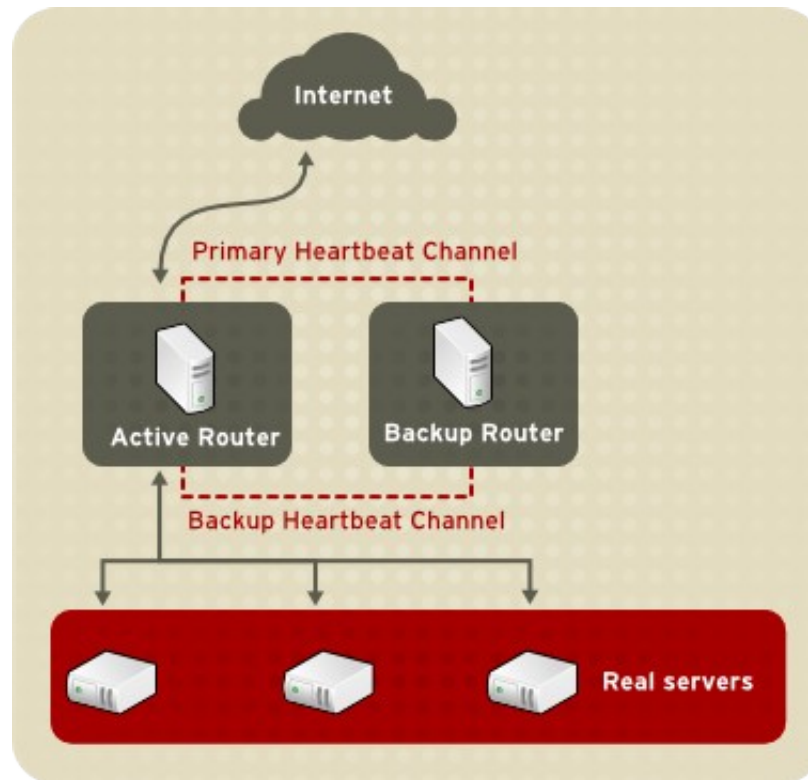 Internet
Primary Heartbeat Channel
Active Router
Backup Router
Backup Heartbeat Channel
Real servers